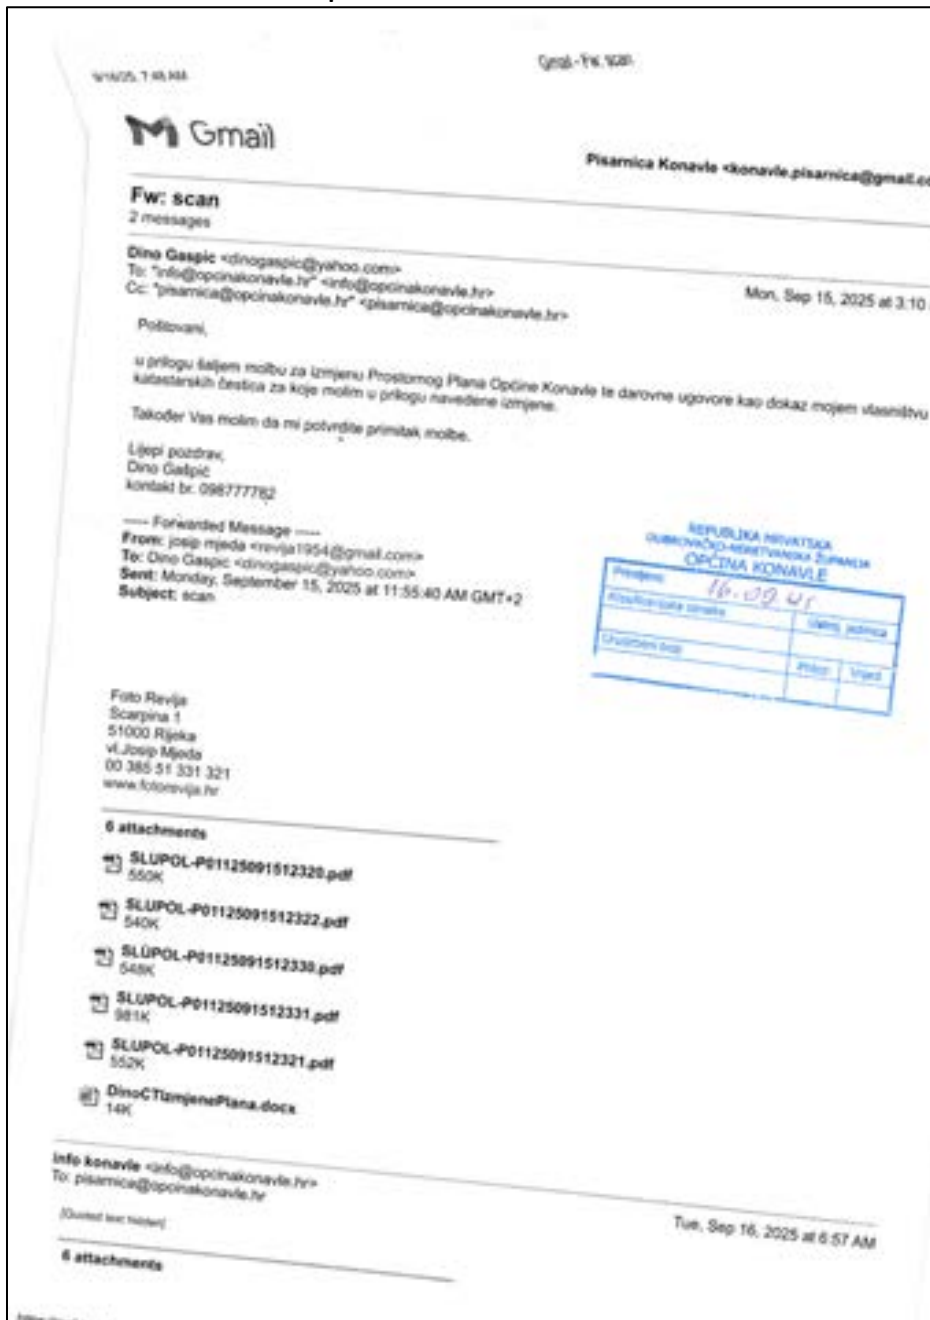 9/16/25, 7:48 AM
Gmail - Fw: scan
Gmail
Pisarnica Konavle <konavle.pisarnica@gmail.co
Fw: scan
2 messages
Dino Gaspic <dinogaspic@yahoo.com>
To: "info@opcinakonavle.hr" <info@opcinakonavle.hr>
Cc: "pisarnica@opcinakonavle.hr" <pisarnica@opcinakonavle.hr>
Mon, Sep 15, 2025 at 3:10
Poštovani,
u prilogu šaljem molbu za izmjenu Prostornog Plana Općine Konavle te darovne ugovore kao dokaz mojem vlasništvu
katastarskih čestica za koje molim u prilogu navedene izmjene.
Također Vas molim da mi potvrdite primitak molbe.
Lijepi pozdrav,
Dino Gašpić
kontakt br. 098777782
----- Forwarded Message -----
From: josip mjeda <revija1954@gmail.com>
To: Dino Gaspic <dinogaspic@yahoo.com>
Sent: Monday, September 15, 2025 at 11:55:40 AM GMT+2
Subject: scan
REPUBLIKA HRVATSKA
DUBROVAČKO-NERETVANSKA ŽUPANIJA
OPĆINA KONAVLE
Primljeno:
16.09.
Klasifikacijska oznaka
Ustroj. jedinica
Urudžbeni broj
Prilozi
Vrijed.
Foto Revija
Scarpina 1
51000 Rijeka
vl.Josip Mjeda
00 385 51 331 321
www.fotorevija.hr
6 attachments
SLUPOL-P01125091512320.pdf
550K
SLUPOL-P01125091512322.pdf
540K
SLUPOL-P01125091512330.pdf
548K
SLUPOL-P01125091512331.pdf
981K
SLUPOL-P01125091512321.pdf
552K
DinoCTIzmjenePlana.docx
14K
info konavle <info@opcinakonavle.hr>
To: pisarnica@opcinakonavle.hr
Tue, Sep 16, 2025 at 6:57 AM
[Quoted text hidden]
6 attachments